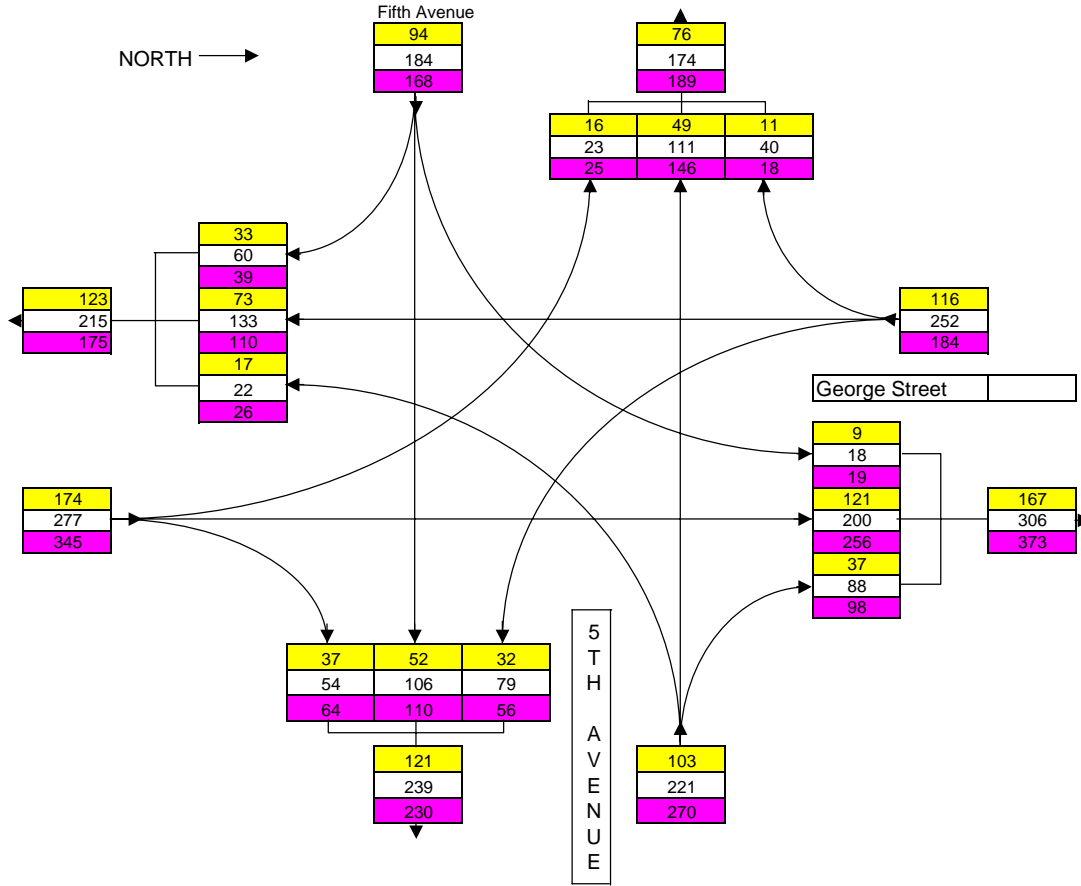 Fifth Avenue
NORTH
94
184
168
76
174
189
16 49 11
23 111 40
25 146 18
33
60
39
73
133
110
17
22
26
123
215
175
116
252
184
George Street
9
18
19
121
200
256
37
88
98
167
306
373
174
277
345
37 52 32
54 106 79
64 110 56
121
239
230
5
T
H
A
V
E
N
U
E
103
221
270